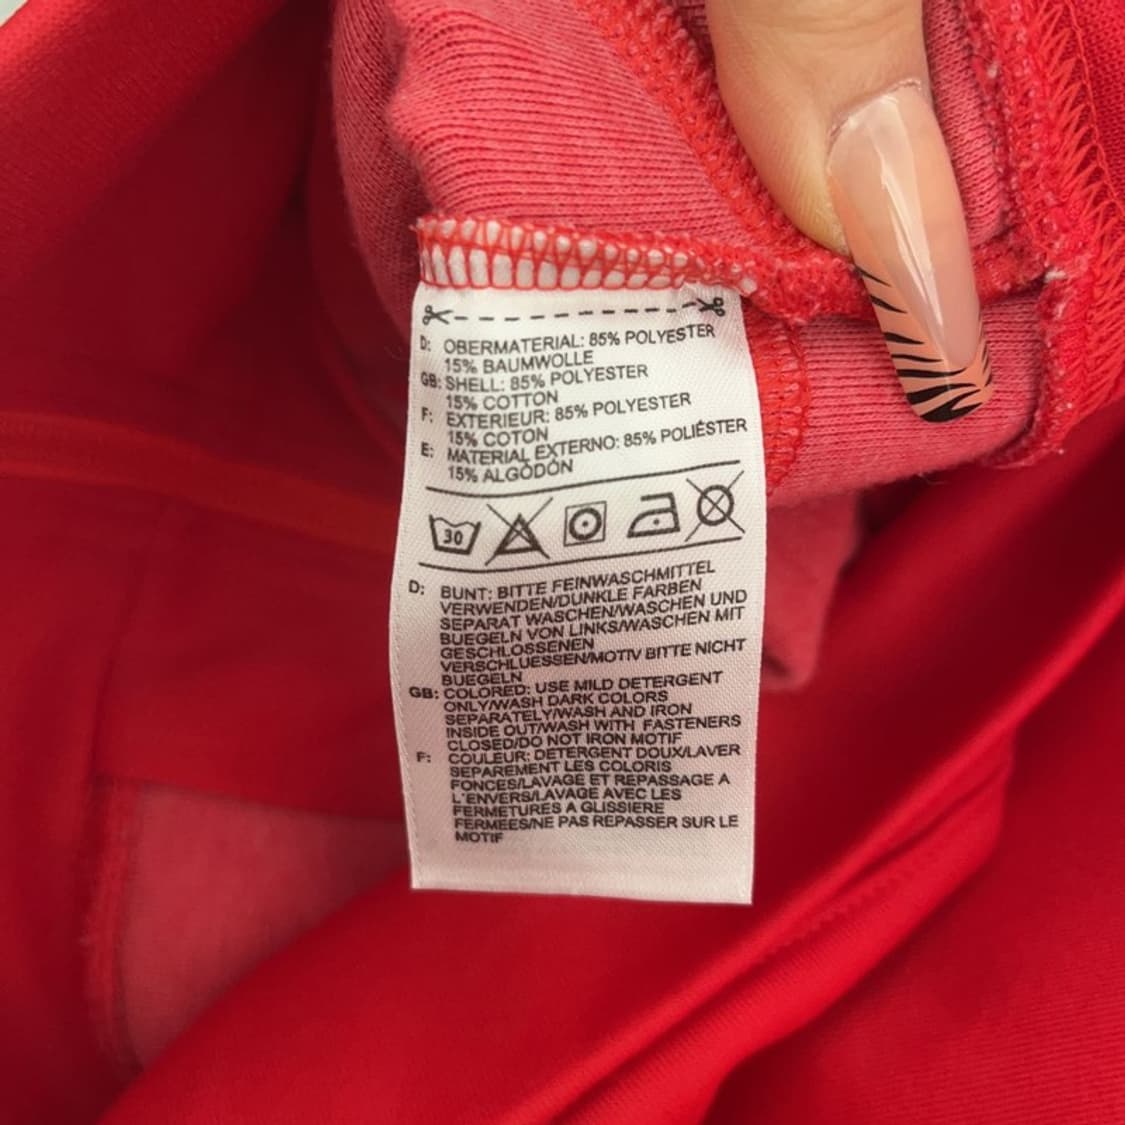 D: OBERMATERIAL: 85% POLYESTER
15% BAUMWOLLE
GB: SHELL: 85% POLYESTER
15% COTTON
F: EXTERIEUR: 85% POLYESTER
15% COTON
E: MATERIAL EXTERNO: 85% POLIÉSTER
15% ALGODÓN
30
D: BUNT: BITTE FEINWASCHMITTEL
VERWENDEN/DUNKLE FARBEN
SEPARAT WASCHEN/WASCHEN UND
BUEGELN VON LINKS/WASCHEN MIT
GESCHLOSSENEN
VERSCHLUESSEN/MOTIV BITTE NICHT
BUEGELN
GB: COLORED: USE MILD DETERGENT
ONLY/WASH DARK COLORS
SEPARATELY/WASH AND IRON
INSIDE OUT/WASH WITH FASTENERS
CLOSED/DO NOT IRON MOTIF
F: COULEUR: DETERGENT DOUX/LAVER
SEPAREMENT LES COLORIS
FONCES/LAVAGE ET REPASSAGE A
L'ENVERS/LAVAGE AVEC LES
FERMETURES A GLISSIERE
FERMEES/NE PAS REPASSER SUR LE
MOTIF